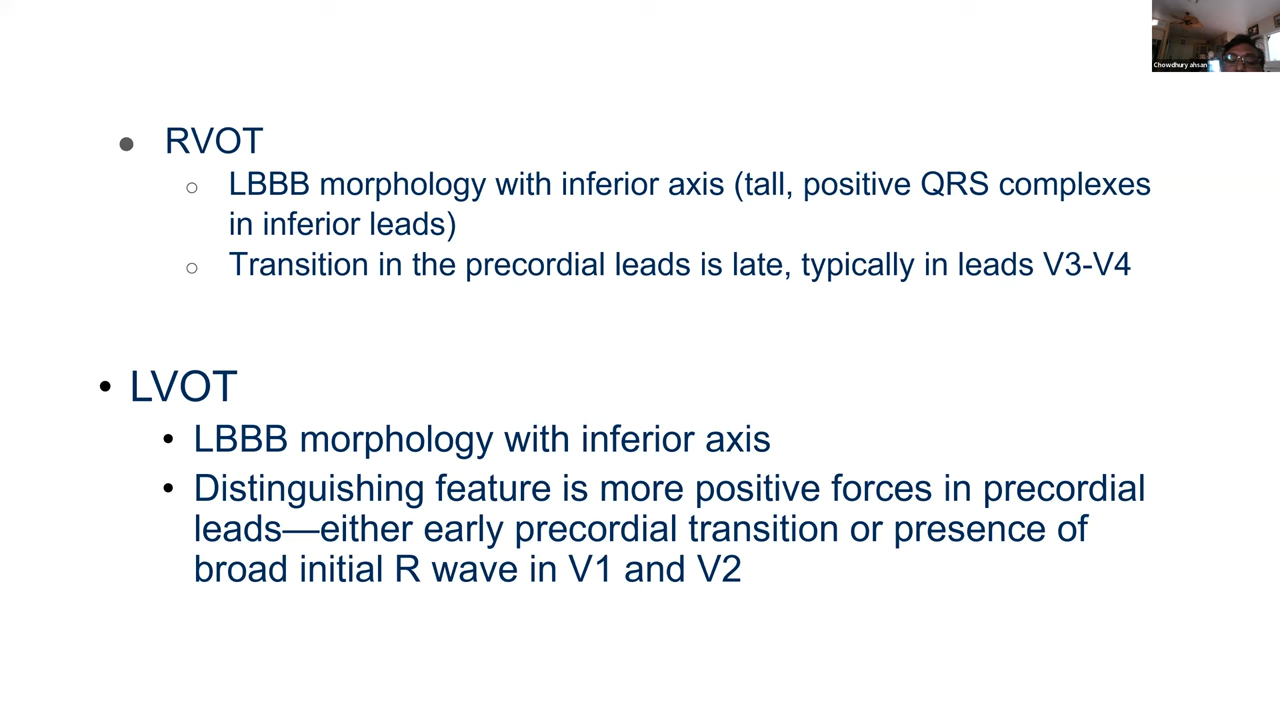 Chowdhury ahsan
● RVOT
○ LBBB morphology with inferior axis (tall, positive QRS complexes
in inferior leads)
○ Transition in the precordial leads is late, typically in leads V3-V4
• LVOT
• LBBB morphology with inferior axis
• Distinguishing feature is more positive forces in precordial
leads—either early precordial transition or presence of
broad initial R wave in V1 and V2